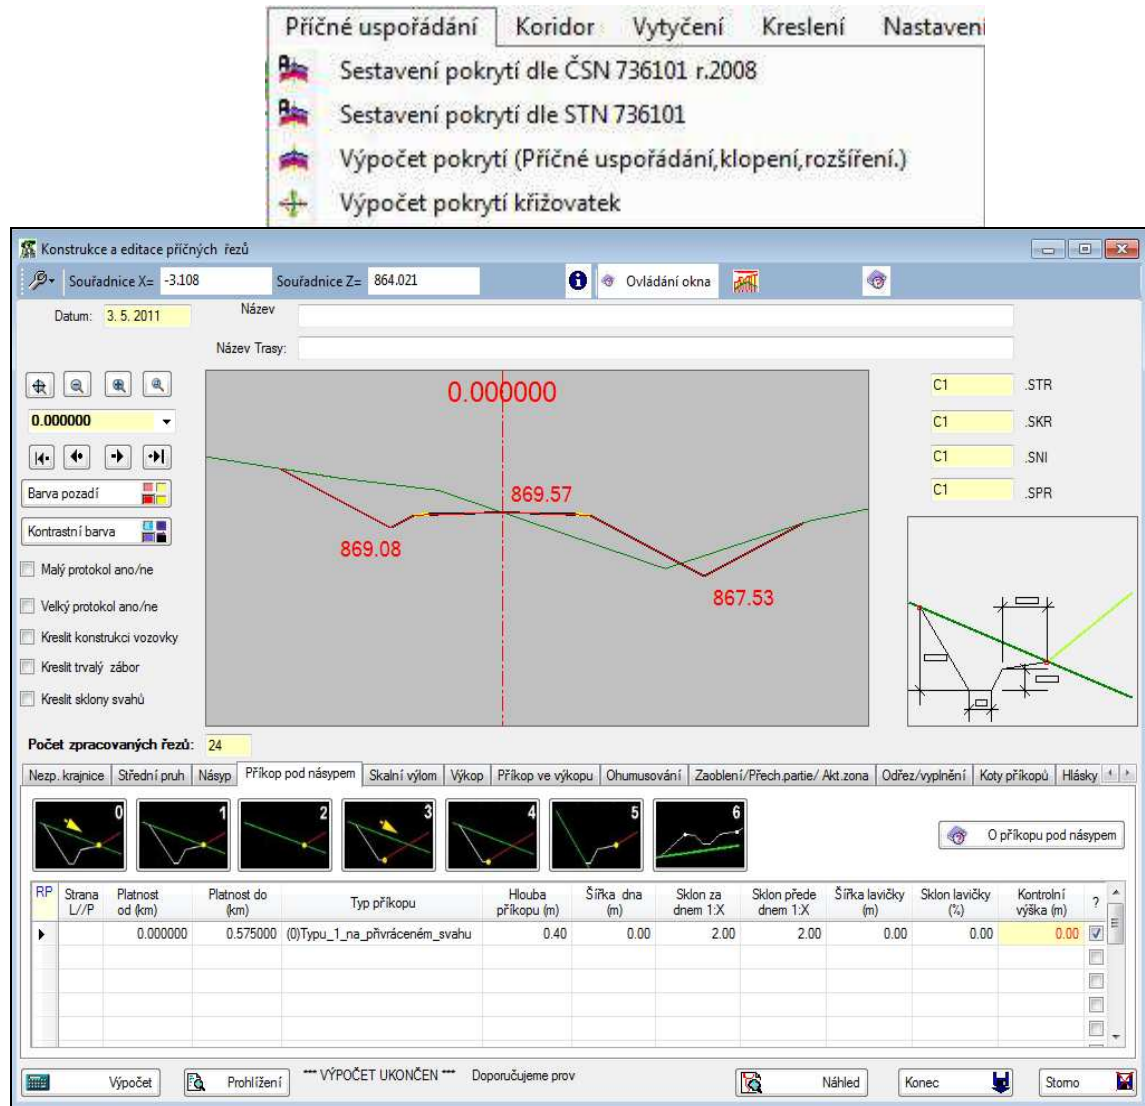 Příčné uspořádání Koridor Vytyčení Kreslení Nastavení
Sestavení pokrytí dle ČSN 736101 r.2008
Sestavení pokrytí dle STN 736101
Výpočet pokrytí (Příčné uspořádání,klopení,rozšíření.)
Výpočet pokrytí křižovatek
Konstrukce a editace příčných řezů
Souřadnice X= -3.108 Souřadnice Z= 864.021 Ovládání okna
Datum: 3. 5. 2011 Název
Název Trasy:
0.000000
C1 .STR
0.000000
C1 .SKR
C1 .SNI
Barva pozadí
869.57
C1 .SPR
Kontrastní barva
869.08
Malý protokol ano/ne
867.53
Velký protokol ano/ne
Kreslit konstrukci vozovky
Kreslit trvalý zábor
Kreslit sklony svahů
Počet zpracovaných řezů: 24
Nezp. krajnice Střední pruh Násyp Příkop pod násypem Skalní výlom Výkop Příkop ve výkopu Ohumusování Zaoblení/Přech.partie/ Akt.zona Odřez/vyplnění Koty příkopů Hlásky
0 1 2 3 4 5 6
O příkopu pod násypem
RP Strana L//P Platnost od (km) Platnost do (km) Typ příkopu Hlouba příkopu (m) Šířka dna (m) Sklon za dnem 1:X Sklon přede dnem 1:X Šířka lavičky (m) Sklon lavičky (%) Kontrolní výška (m) ?
0.000000 0.575000 (0)Typu_1_na_přivráceném_svahu 0.40 0.00 2.00 2.00 0.00 0.00 0.00
Výpočet Prohlížení *** VÝPOČET UKONČEN *** Doporučujeme prov Náhled Konec Storno